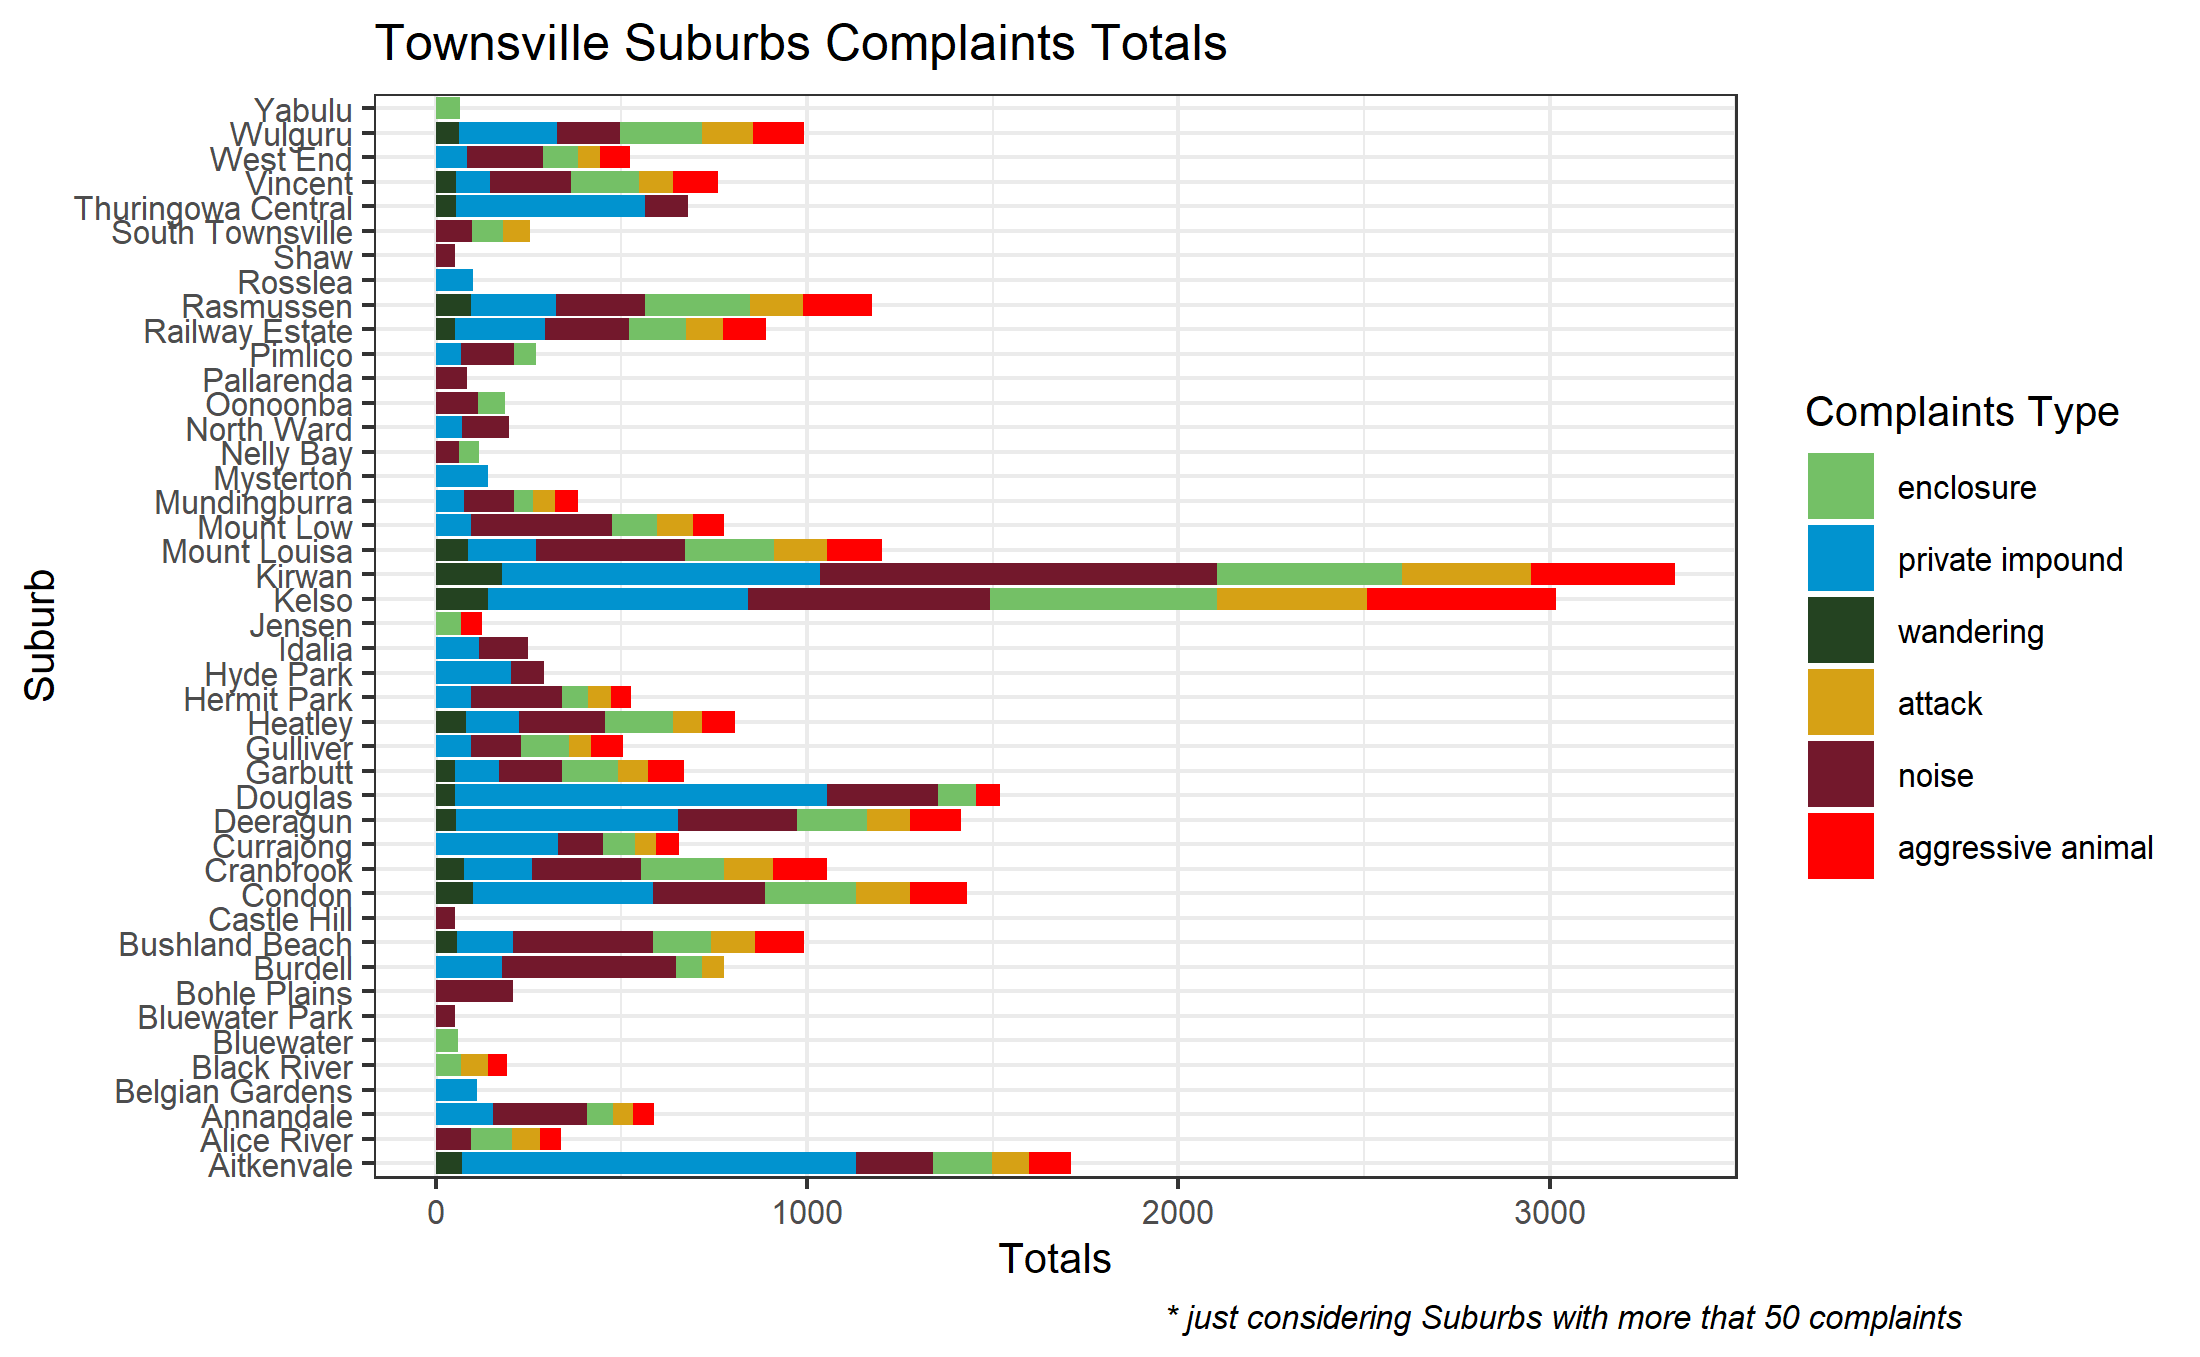 Townsville Suburbs Complaints Totals
Yabulu
Wulguru
West End
Vincent
Thuringowa Central
South Townsville
Shaw
Rosslea
Rasmussen
Railway Estate
Pimlico
Pallarenda
Oonoonba
North Ward
Nelly Bay
Mysterton
Mundingburra
Mount Low
Mount Louisa
Kirwan
Kelso
Jensen
Idalia
Hyde Park
Hermit Park
Heatley
Gulliver
Garbutt
Douglas
Deeragun
Currajong
Cranbrook
Condon
Castle Hill
Bushland Beach
Burdell
Bohle Plains
Bluewater Park
Bluewater
Black River
Belgian Gardens
Annandale
Alice River
Aitkenvale
Suburb
0 1000 2000 3000
Totals
Complaints Type
enclosure
private impound
wandering
attack
noise
aggressive animal
* just considering Suburbs with more that 50 complaints